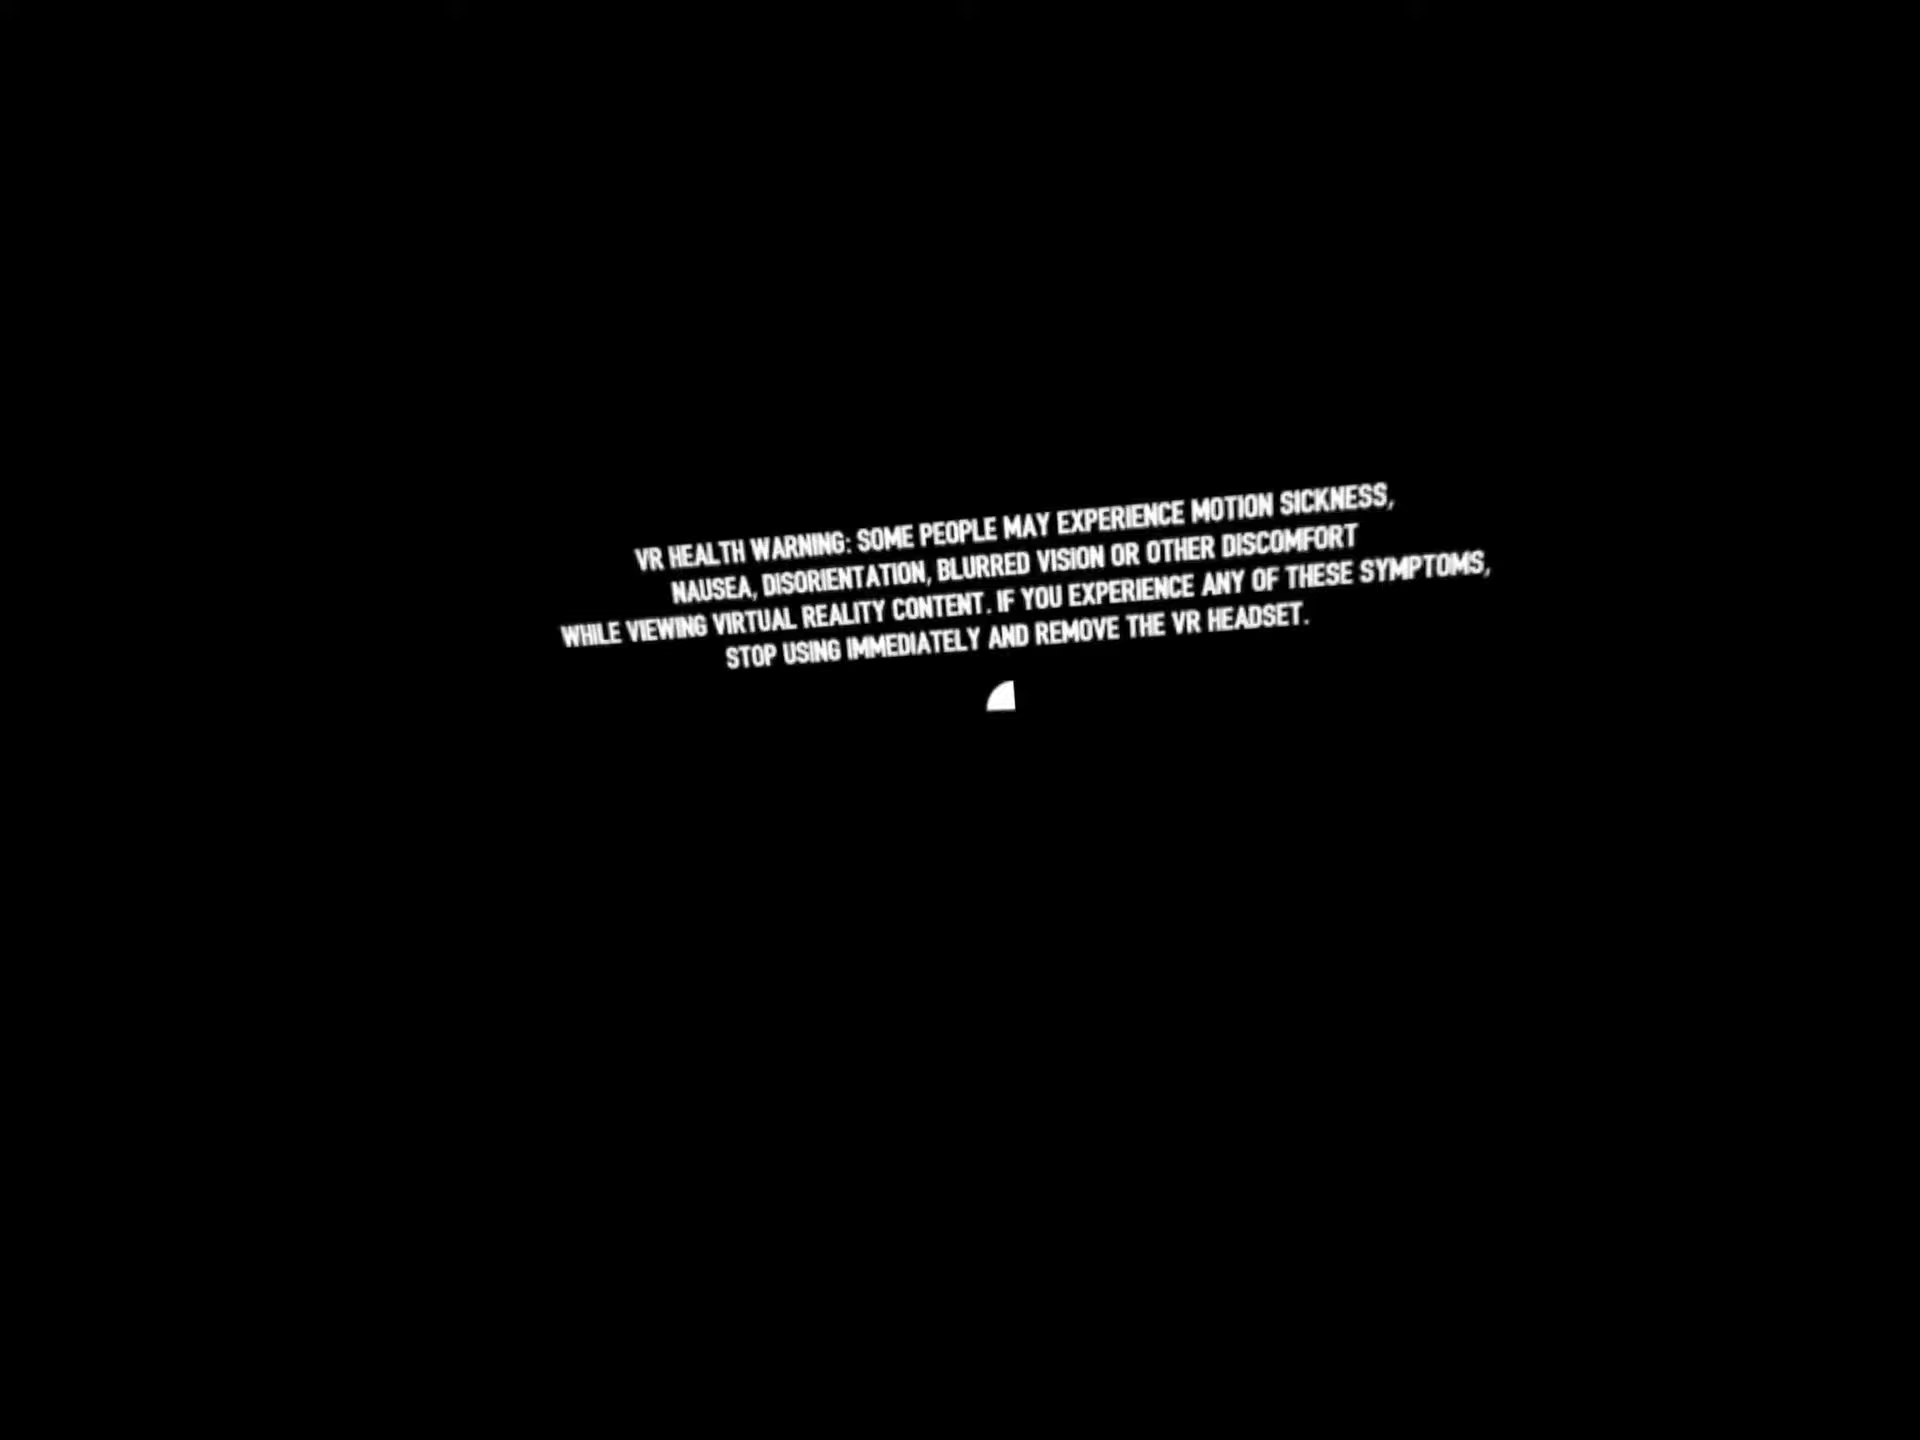 VR HEALTH WARNING: SOME PEOPLE MAY EXPERIENCE MOTION SICKNESS,
NAUSEA, DISORIENTATION, BLURRED VISION OR OTHER DISCOMFORT
WHILE VIEWING VIRTUAL REALITY CONTENT. IF YOU EXPERIENCE ANY OF THESE SYMPTOMS,
STOP USING IMMEDIATELY AND REMOVE THE VR HEADSET.